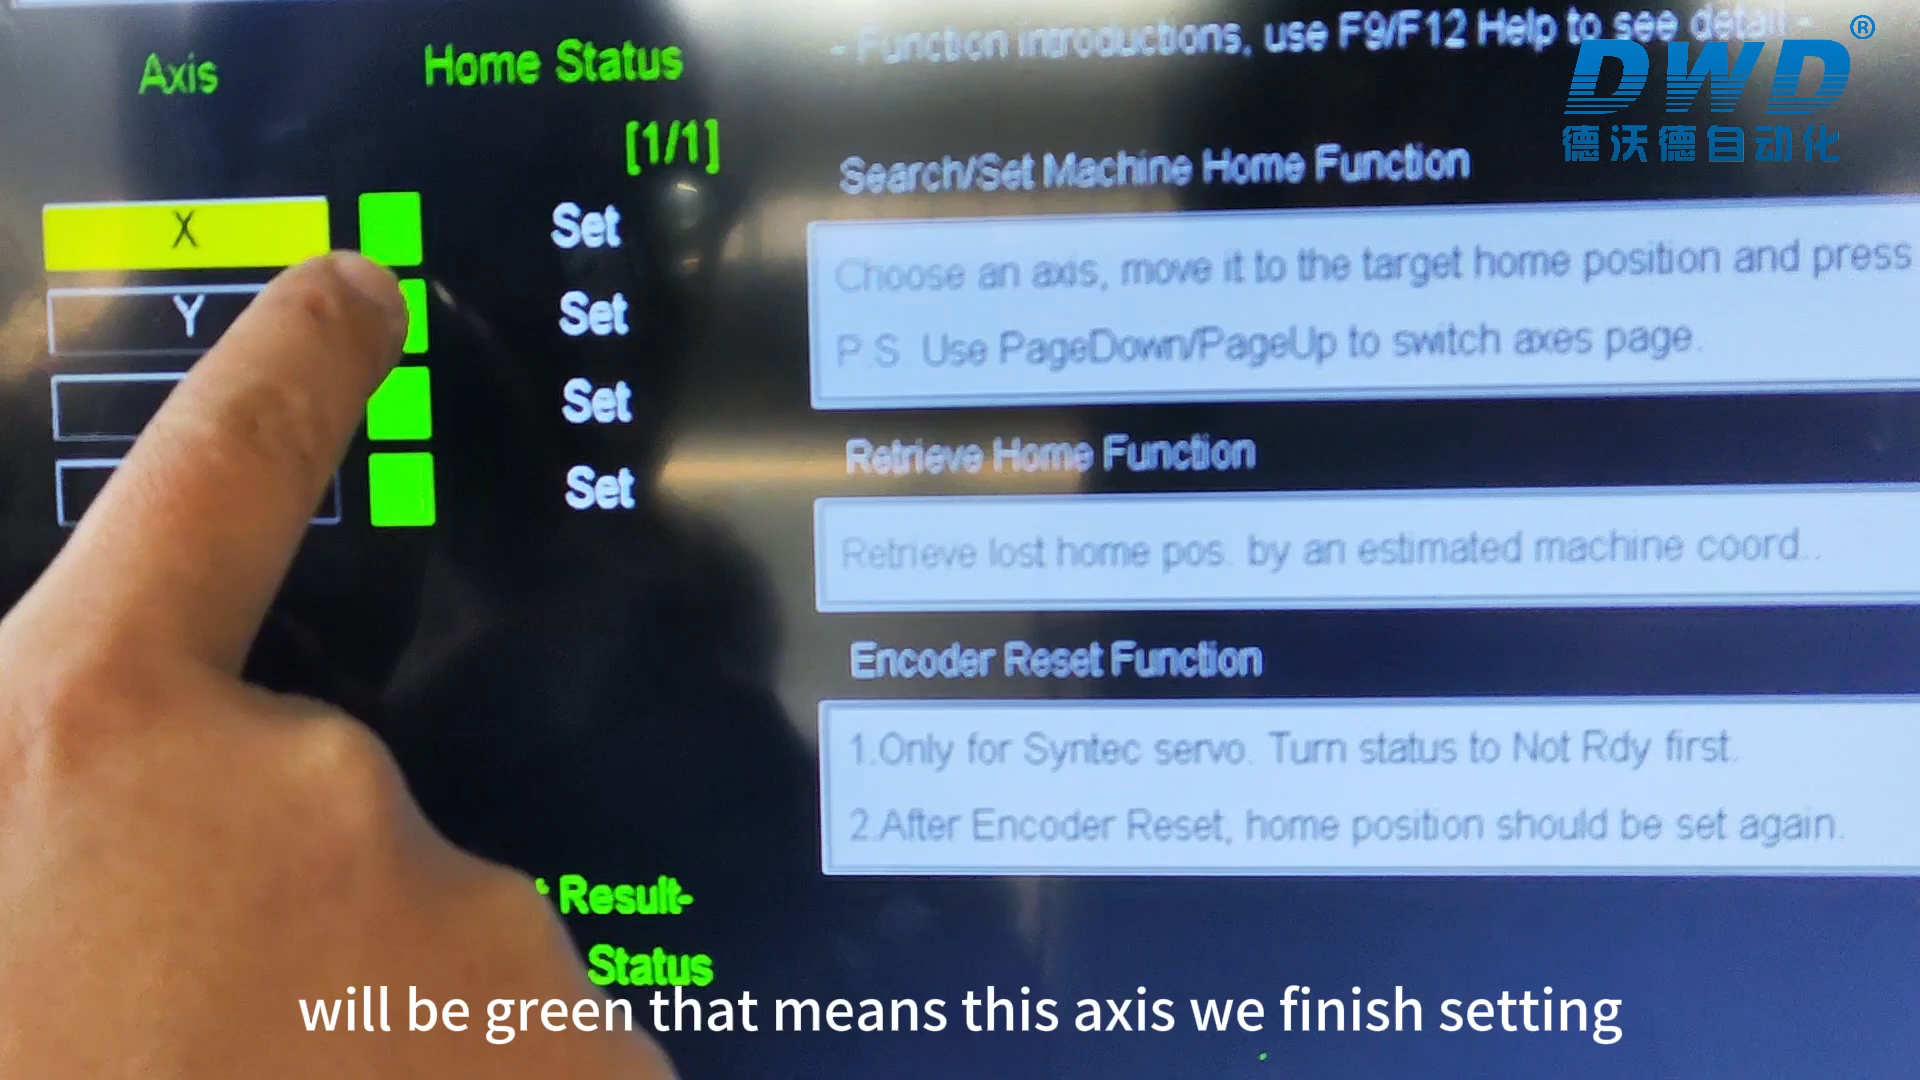 Axis
Home Status
[1/1]
X
Set
Y
Set
Set
Set
Result-
Status
- Function introductions, use F9/F12 Help to see detail -
Search/Set Machine Home Function
Choose an axis, move it to the target home position and press
P.S. Use PageDown/PageUp to switch axes page.
Retrieve Home Function
Retrieve lost home pos. by an estimated machine coord..
Encoder Reset Function
1.Only for Syntec servo. Turn status to Not Rdy first.
2.After Encoder Reset, home position should be set again.
DWD®
德沃德自动化
will be green that means this axis we finish setting